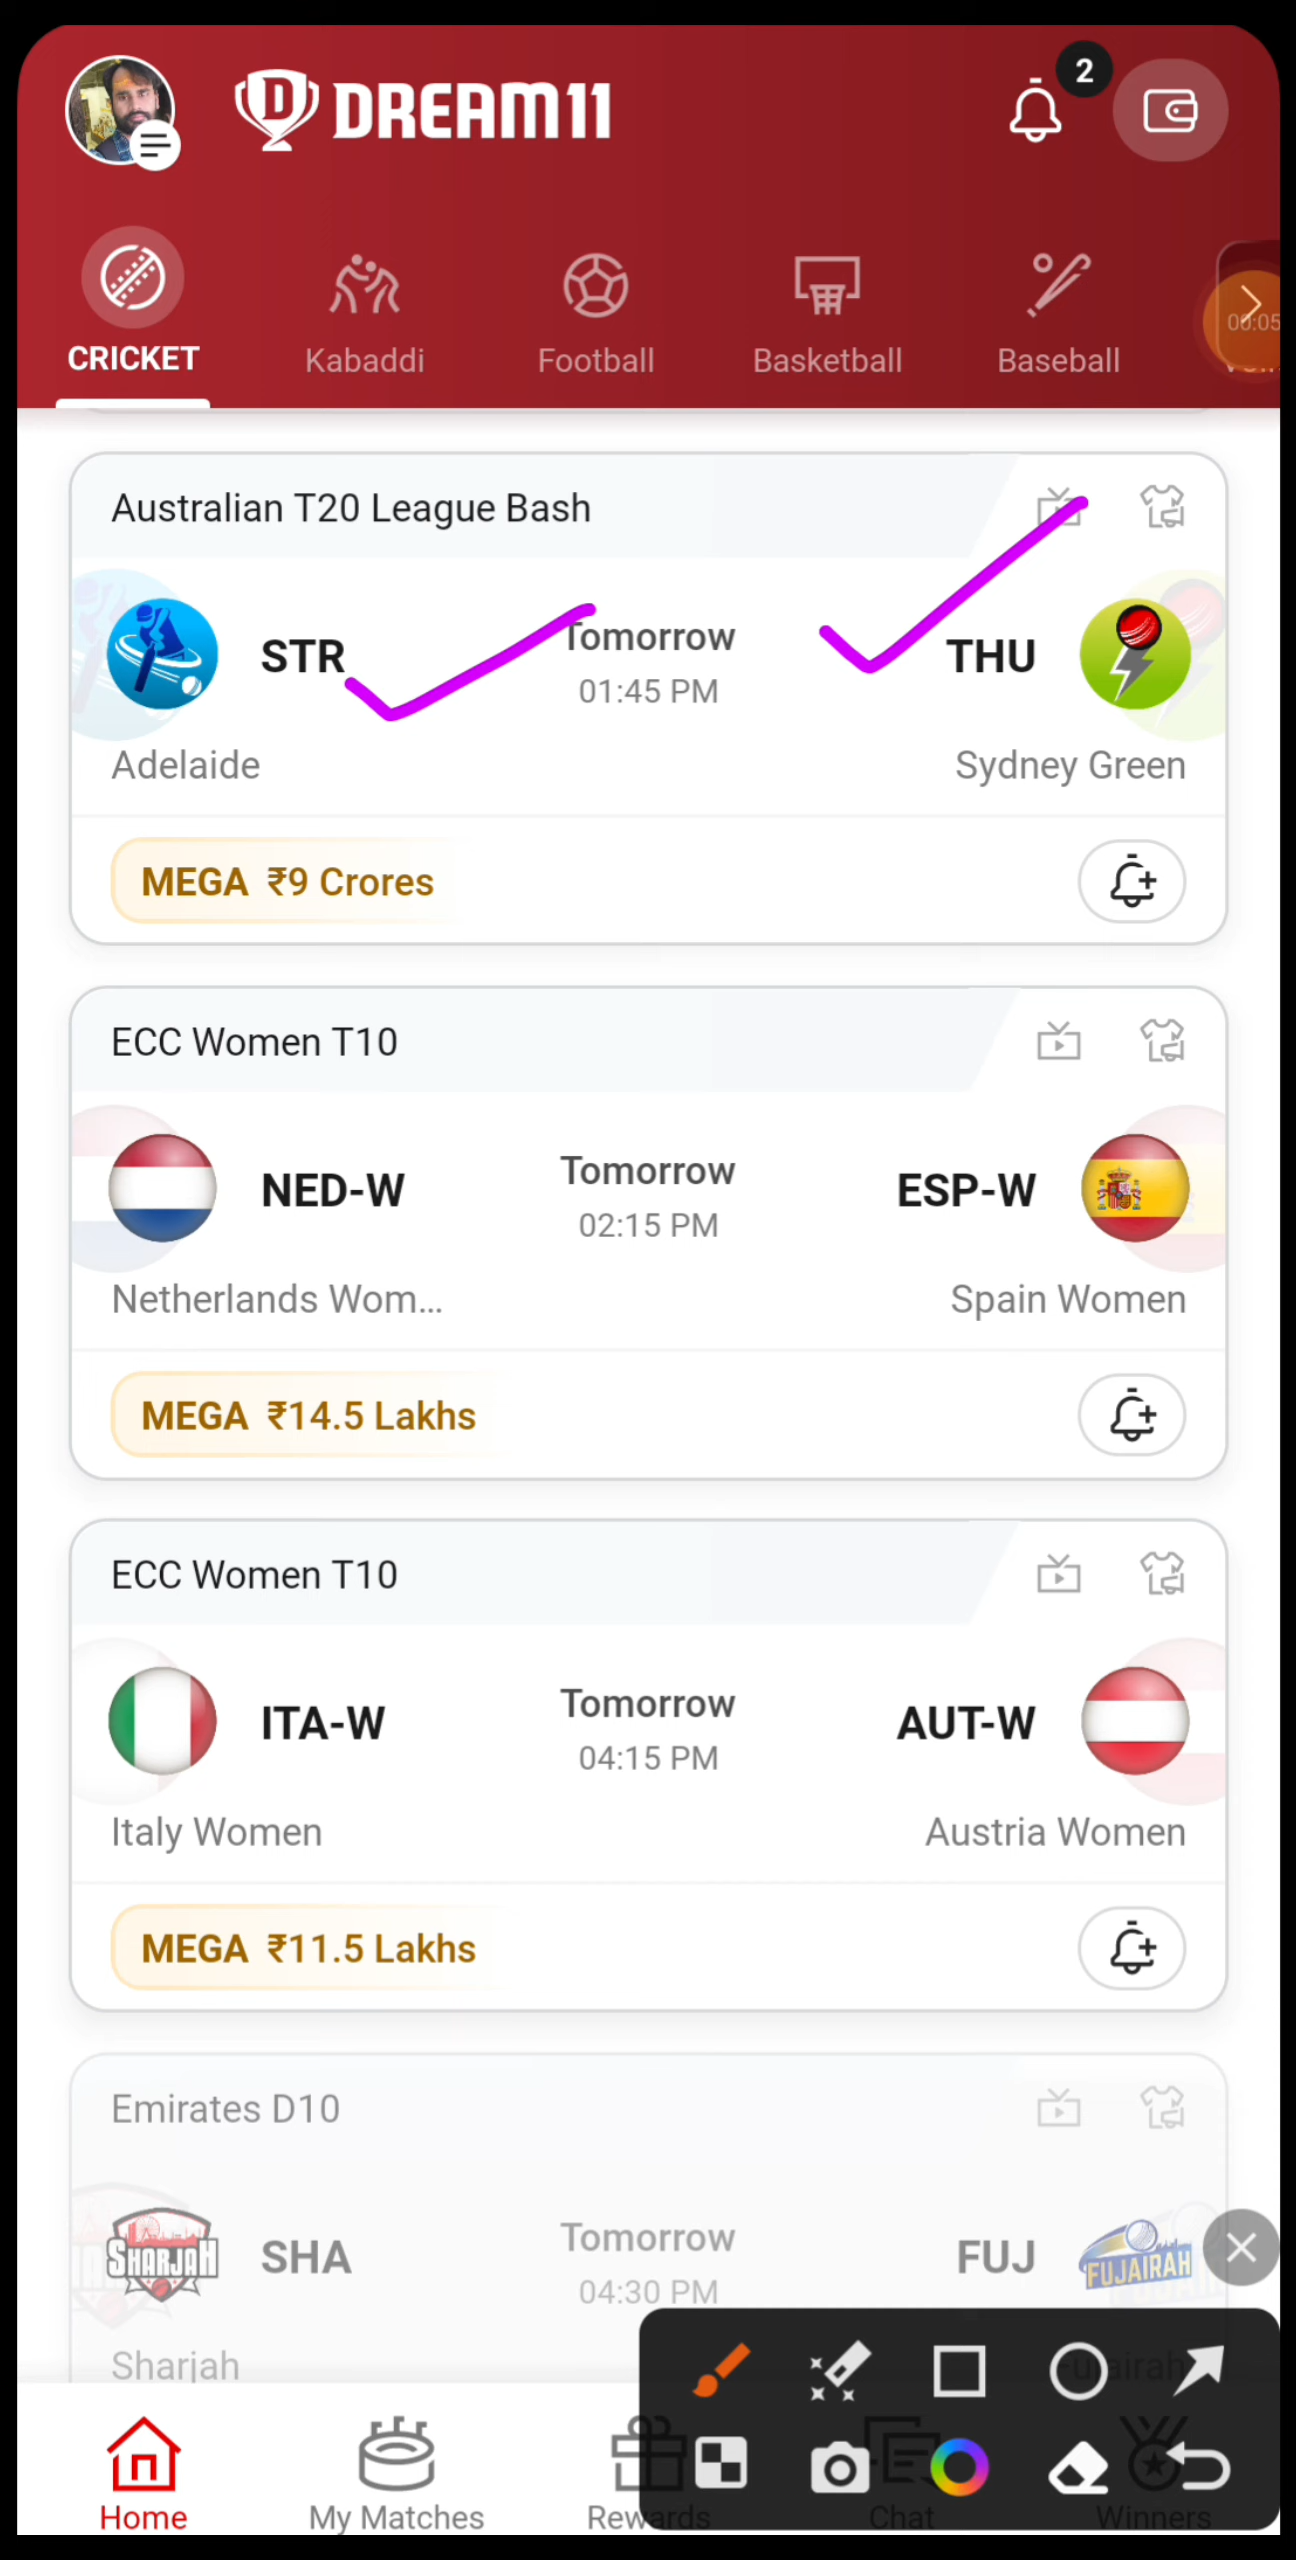 DREAM11
2
CRICKET
Kabaddi
Football
Basketball
Baseball
00:05
Australian T20 League Bash
STR
Tomorrow
01:45 PM
THU
Adelaide
Sydney Green
MEGA ₹9 Crores
ECC Women T10
NED-W
Tomorrow
02:15 PM
ESP-W
Netherlands Wom...
Spain Women
MEGA ₹14.5 Lakhs
ECC Women T10
ITA-W
Tomorrow
04:15 PM
AUT-W
Italy Women
Austria Women
MEGA ₹11.5 Lakhs
Emirates D10
SHARJAH
SHA
Tomorrow
04:30 PM
FUJ
FUJAIRAH
Sharjah
Fujairah
Home
My Matches
Rewards
Chat
Winners